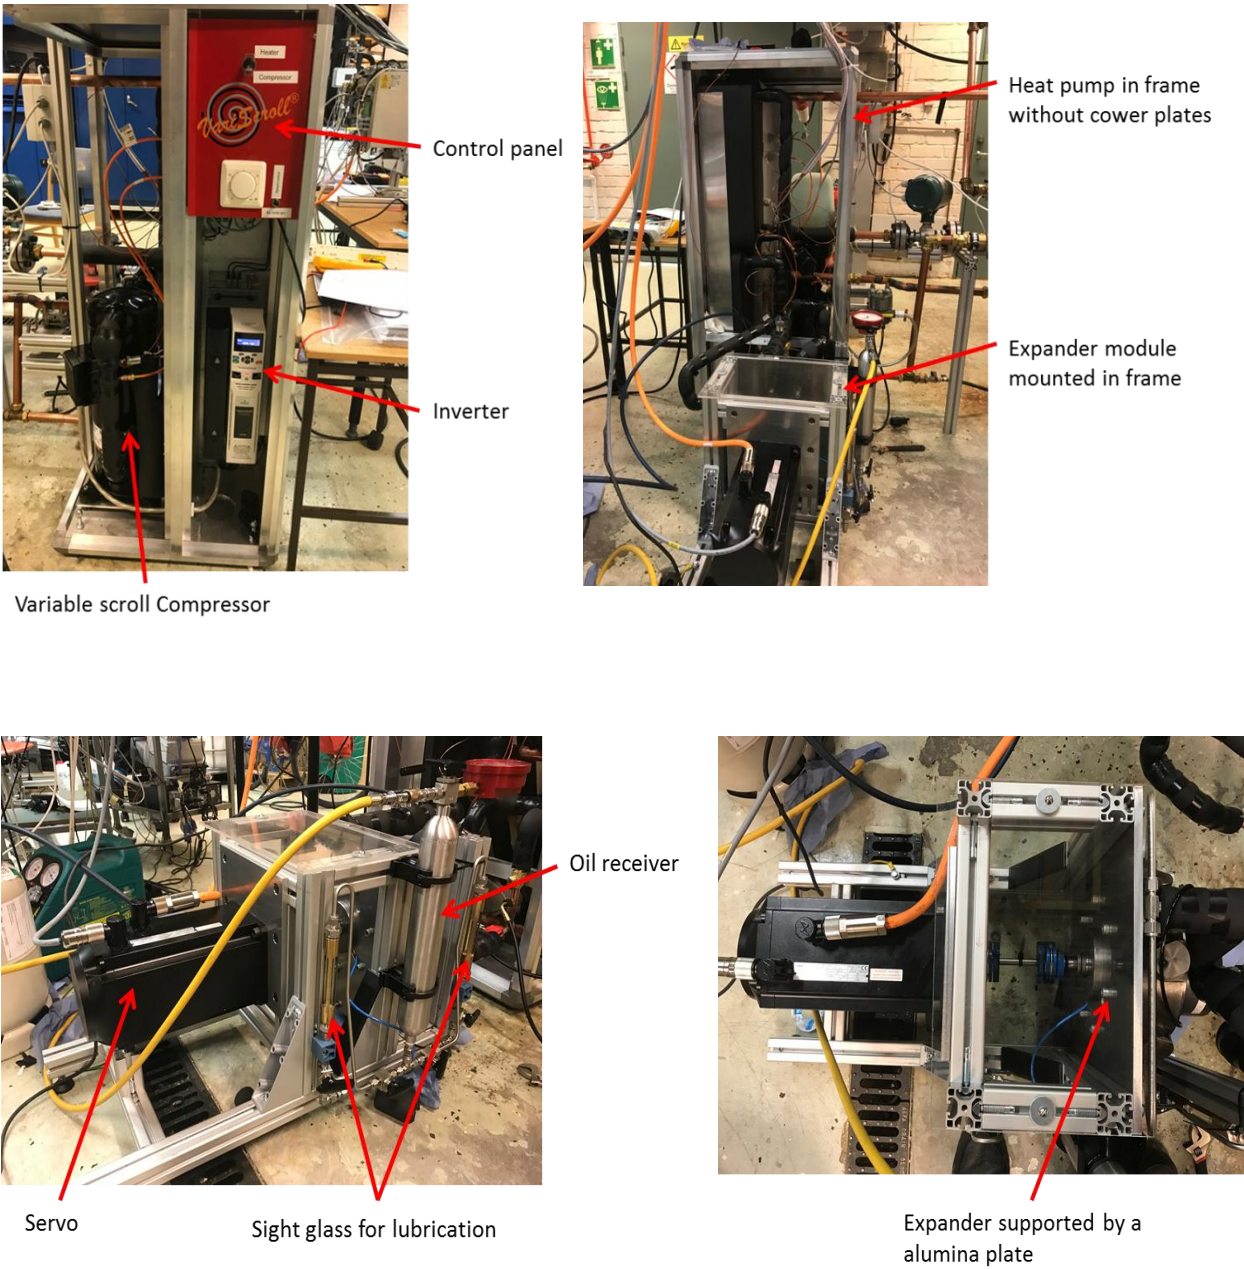 Heater
Compressor
VariScroll®
Control panel
Inverter
Variable scroll Compressor
Heat pump in frame
without cower plates
Expander module
mounted in frame
Oil receiver
Servo
Sight glass for lubrication
Expander supported by a
alumina plate